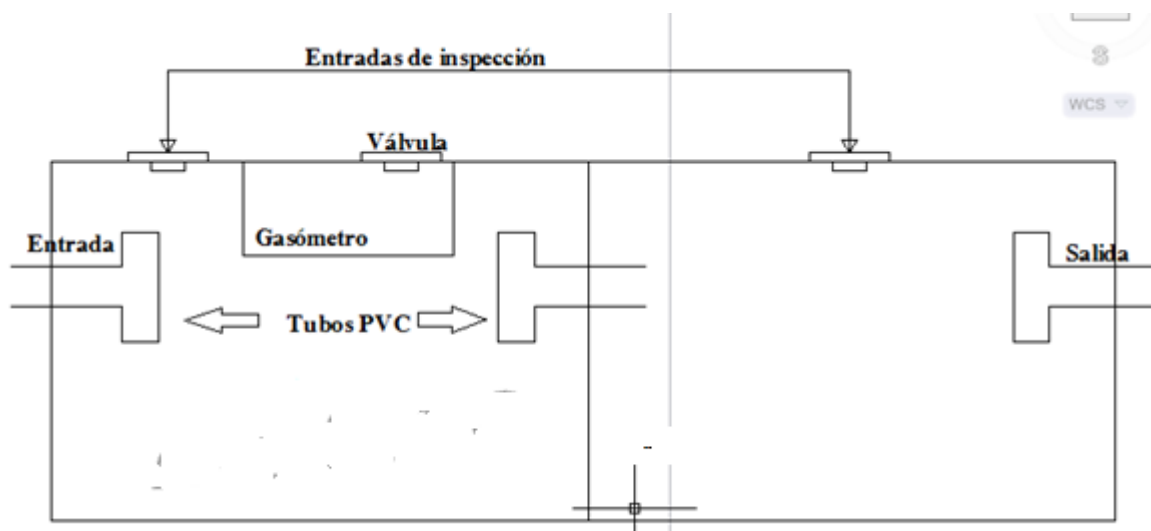 S
WCS
Entradas de inspección
Válvula
Entrada
Gasómetro
Salida
Tubos PVC